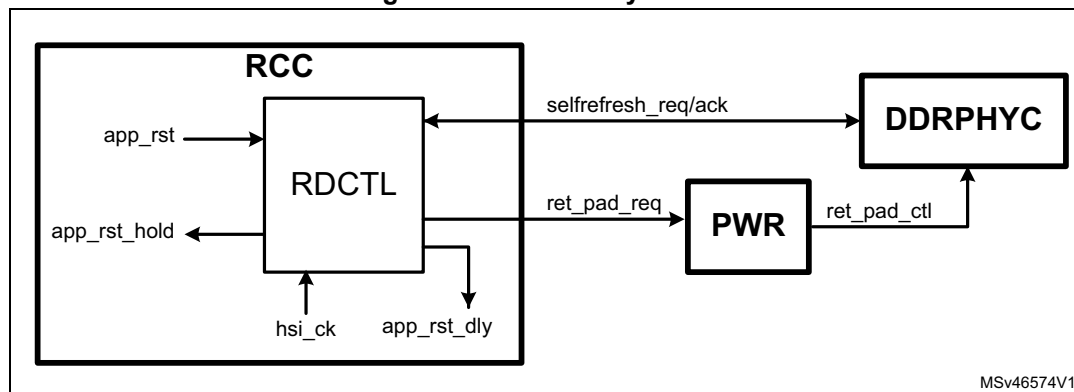 RCC
selfrefresh_req/ack
DDRPHYC
app_rst
RDCTL
ret_pad_req
PWR
ret_pad_ctl
app_rst_hold
hsi_ck
app_rst_dly
MSv46574V1